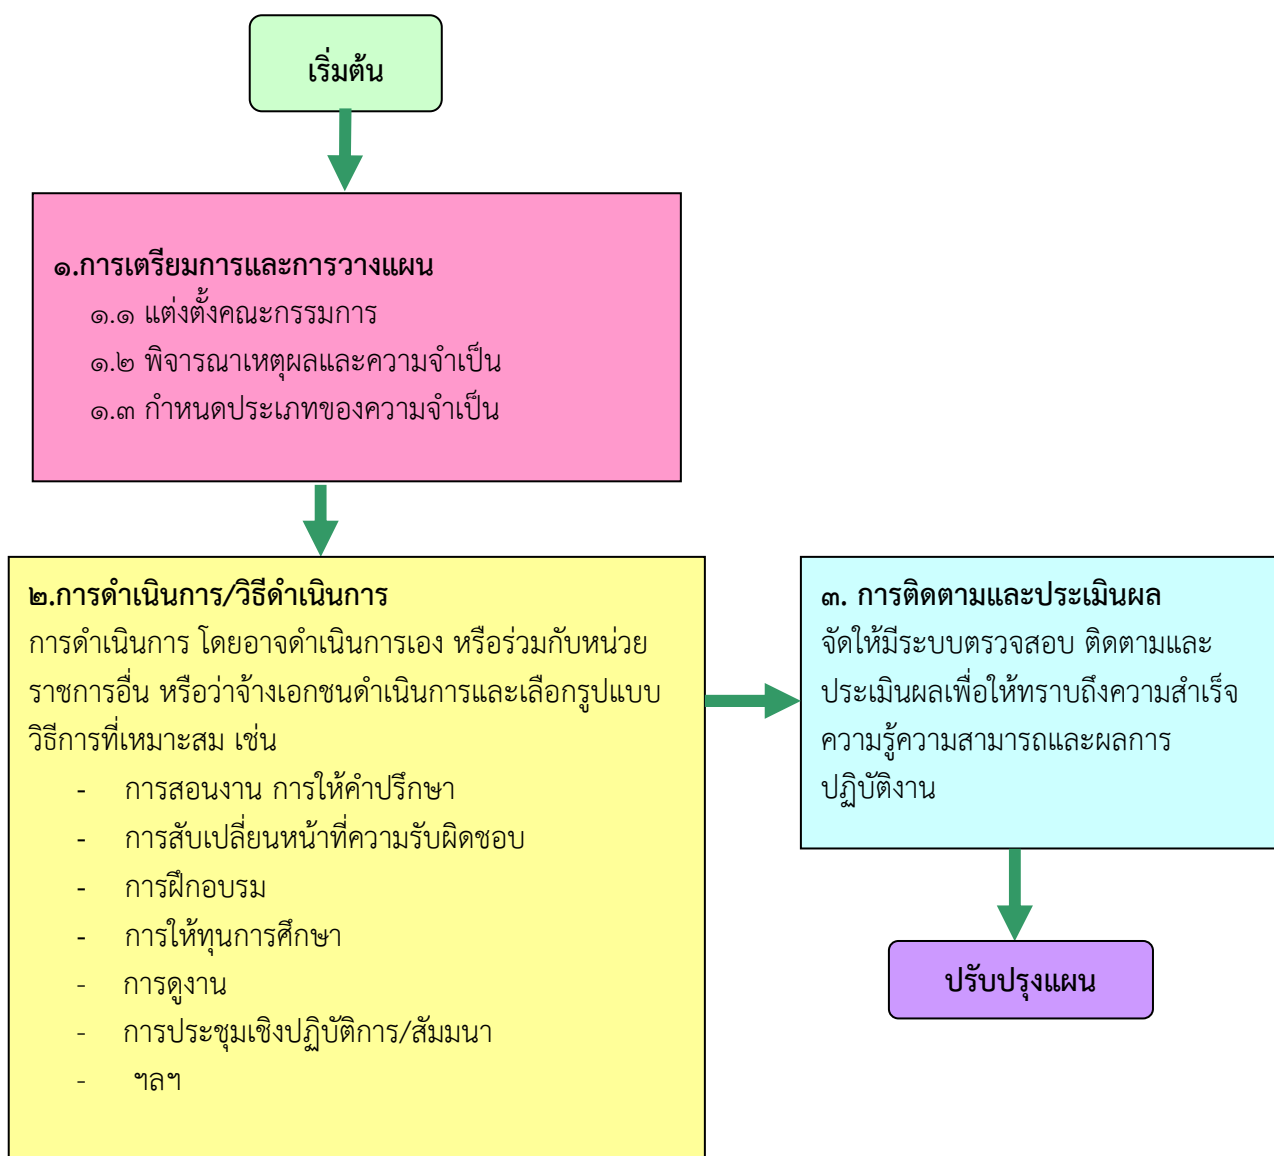 เริ่มต้น
๑.การเตรียมการและการวางแผน
๑.๑ แต่งตั้งคณะกรรมการ
๑.๒ พิจารณาเหตุผลและความจำเป็น
๑.๓ กำหนดประเภทของความจำเป็น
๒.การดำเนินการ/วิธีดำเนินการ
การดำเนินการ โดยอาจดำเนินการเอง หรือร่วมกับหน่วย
ราชการอื่น หรือว่าจ้างเอกชนดำเนินการและเลือกรูปแบบ
วิธีการที่เหมาะสม เช่น
- การสอนงาน การให้คำปรึกษา
- การสับเปลี่ยนหน้าที่ความรับผิดชอบ
- การฝึกอบรม
- การให้ทุนการศึกษา
- การดูงาน
- การประชุมเชิงปฏิบัติการ/สัมมนา
- ฯลฯ
๓. การติดตามและประเมินผล
จัดให้มีระบบตรวจสอบ ติดตามและ
ประเมินผลเพื่อให้ทราบถึงความสำเร็จ
ความรู้ความสามารถและผลการ
ปฏิบัติงาน
ปรับปรุงแผน